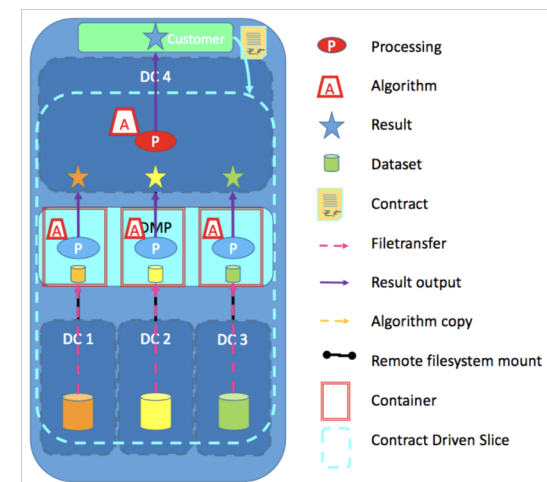 Customer
DC 4
A
P
A
A
A
DMP
P
P
P
DC 1
DC 2
DC 3
P Processing
A Algorithm
Result
Dataset
Contract
Filetransfer
Result output
Algorithm copy
Remote filesystem mount
Container
Contract Driven Slice